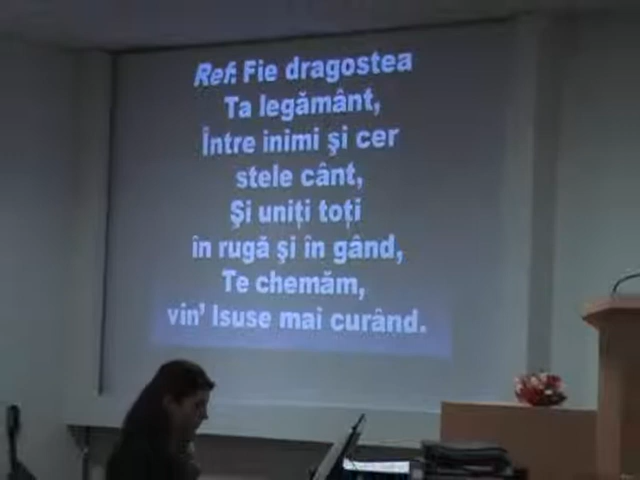 Ref: Fie dragostea
Ta legământ,
Între inimi şi cer
stele cânt,
Şi uniţi toţi
în rugă şi în gând,
Te chemăm,
vin' Isuse mai curând.